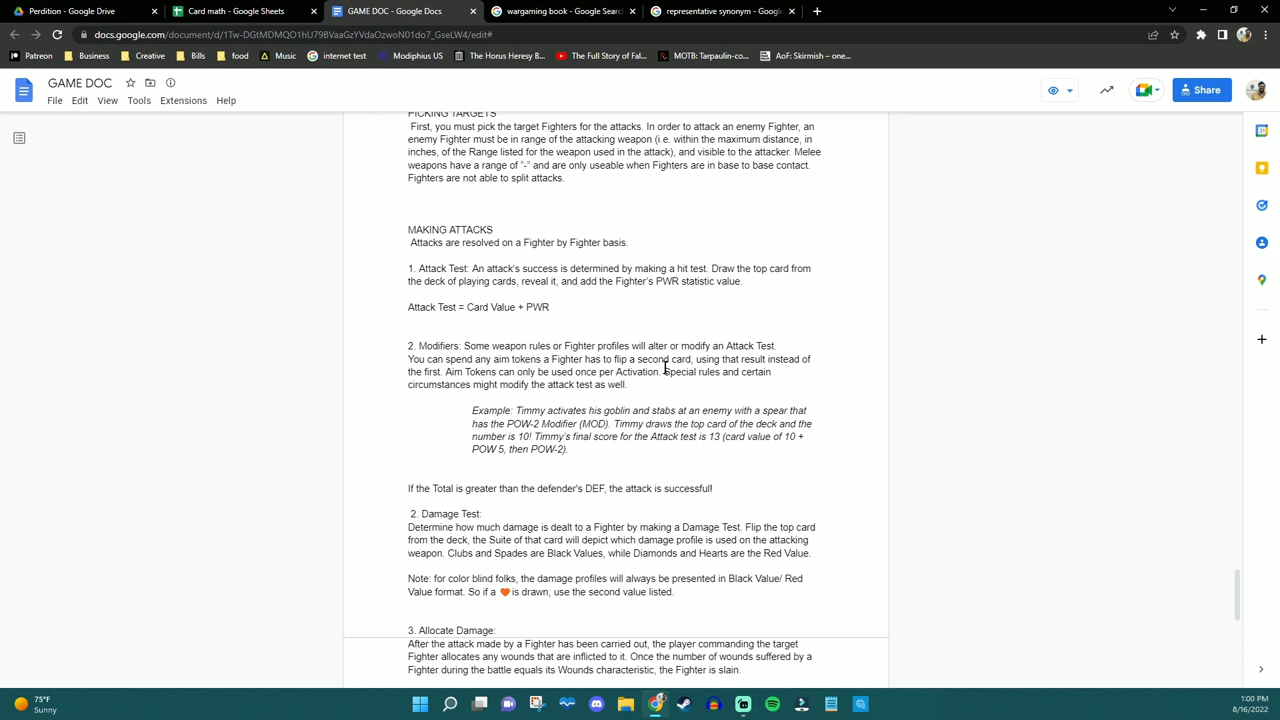 Perdition - Google Drive
Card math - Google Sheets
GAME DOC - Google Docs
wargaming book - Google Search
representative synonym - Google
docs.google.com/document/d/1Tw-DGtMDMQO1hU79BVaaGzYVdaOzwoN01do7_GseLW4/edit#
Patreon
Business
Creative
Bills
food
Music
internet test
Modiphius US
The Horus Heresy B...
The Full Story of Fal...
MOTB: Tarpaulin-co...
AoF: Skirmish – one...
GAME DOC
File Edit View Tools Extensions Help
Share
PICKING TARGETS
First, you must pick the target Fighters for the attacks. In order to attack an enemy Fighter, an
enemy Fighter must be in range of the attacking weapon (i.e. within the maximum distance, in
inches, of the Range listed for the weapon used in the attack), and visible to the attacker. Melee
weapons have a range of "-" and are only useable when Fighters are in base to base contact.
Fighters are not able to split attacks.
MAKING ATTACKS
Attacks are resolved on a Fighter by Fighter basis.
1. Attack Test: An attack's success is determined by making a hit test. Draw the top card from
the deck of playing cards, reveal it, and add the Fighter's PWR statistic value.
Attack Test = Card Value + PWR
2. Modifiers: Some weapon rules or Fighter profiles will alter or modify an Attack Test.
You can spend any aim tokens a Fighter has to flip a second card, using that result instead of
the first. Aim Tokens can only be used once per Activation. Special rules and certain
circumstances might modify the attack test as well.
Example: Timmy activates his goblin and stabs at an enemy with a spear that
has the POW-2 Modifier (MOD). Timmy draws the top card of the deck and the
number is 10! Timmy's final score for the Attack test is 13 (card value of 10 +
POW 5, then POW-2).
If the Total is greater than the defender's DEF, the attack is successful!
2. Damage Test:
Determine how much damage is dealt to a Fighter by making a Damage Test. Flip the top card
from the deck, the Suite of that card will depict which damage profile is used on the attacking
weapon. Clubs and Spades are Black Values, while Diamonds and Hearts are the Red Value.
Note: for color blind folks, the damage profiles will always be presented in Black Value/ Red
Value format. So if a ♥ is drawn, use the second value listed.
3. Allocate Damage:
After the attack made by a Fighter has been carried out, the player commanding the target
Fighter allocates any wounds that are inflicted to it. Once the number of wounds suffered by a
Fighter during the battle equals its Wounds characteristic, the Fighter is slain.
75°F
Sunny
1:00 PM
8/16/2022